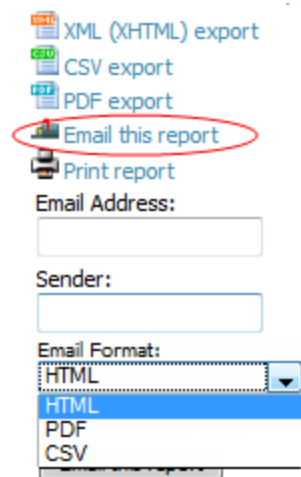 XML (XHTML) export
CSV export
PDF export
Email this report
Print report
Email Address:
Sender:
Email Format:
HTML
HTML
PDF
CSV